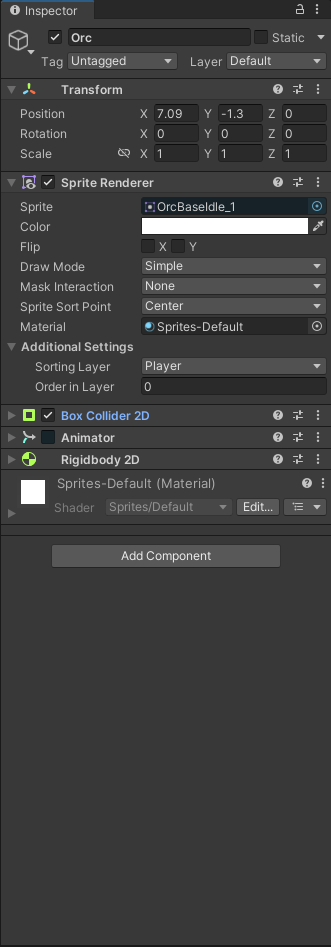 Inspector
Orc Static
Tag Untagged Layer Default
Transform
Position X 7.09 Y -1.3 Z 0
Rotation X 0 Y 0 Z 0
Scale X 1 Y 1 Z 1
Sprite Renderer
Sprite OrcBaseIdle_1
Color
Flip X Y
Draw Mode Simple
Mask Interaction None
Sprite Sort Point Center
Material Sprites-Default
Additional Settings
Sorting Layer Player
Order in Layer 0
Box Collider 2D
Animator
Rigidbody 2D
Sprites-Default (Material)
Shader Sprites/Default Edit...
Add Component